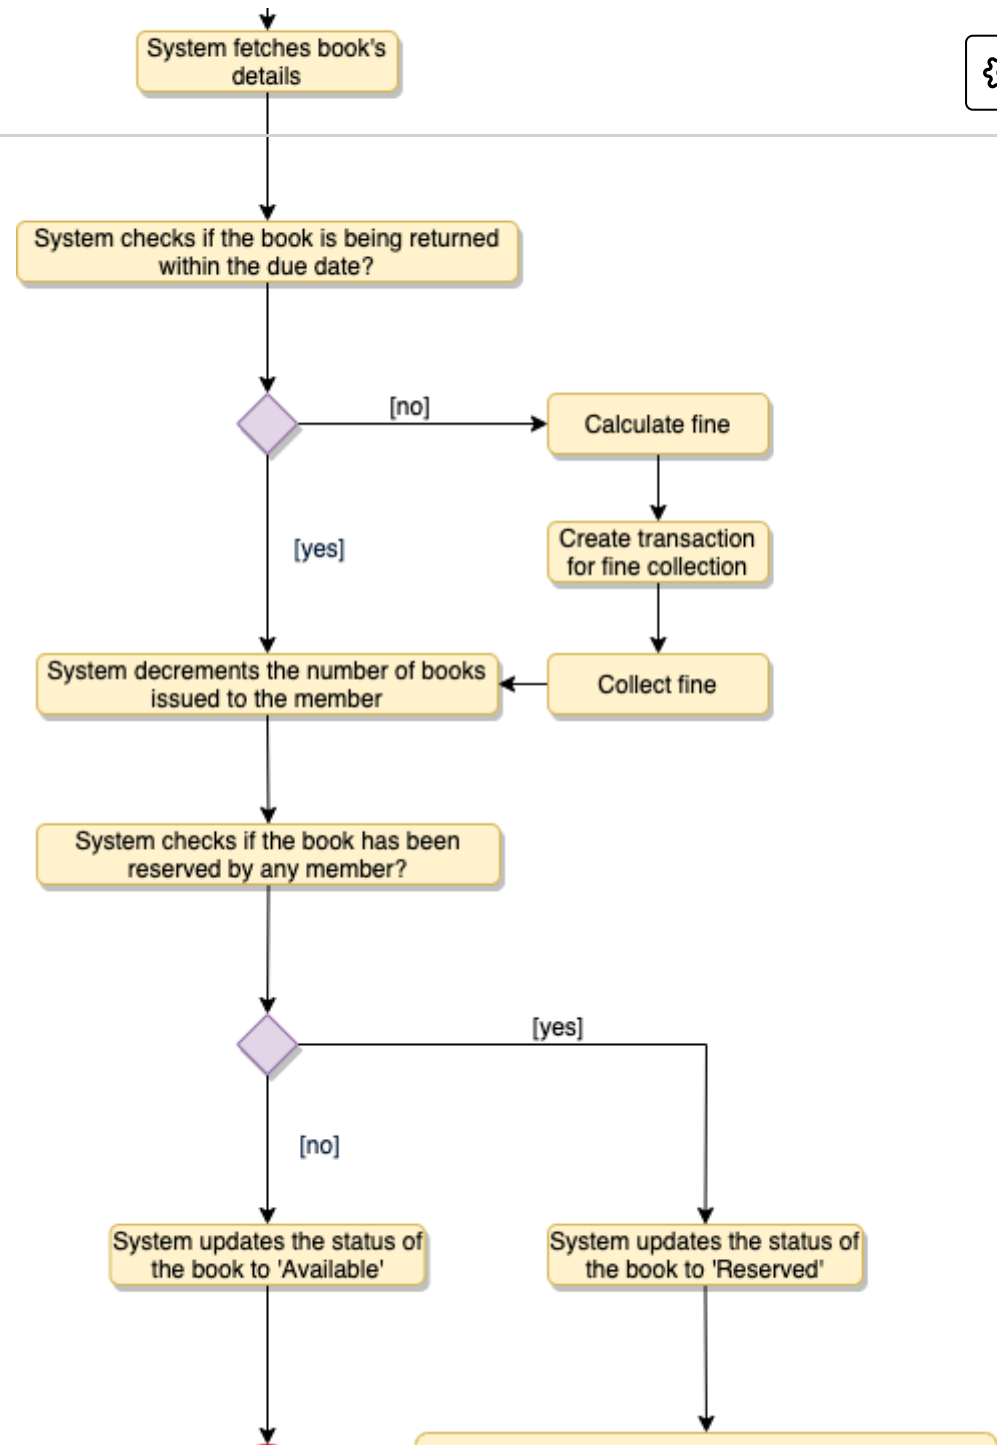 System fetches book's
details
System checks if the book is being returned
within the due date?
[no]
Calculate fine
[yes]
Create transaction
for fine collection
System decrements the number of books
issued to the member
Collect fine
System checks if the book has been
reserved by any member?
[yes]
[no]
System updates the status of
the book to 'Available'
System updates the status of
the book to 'Reserved'